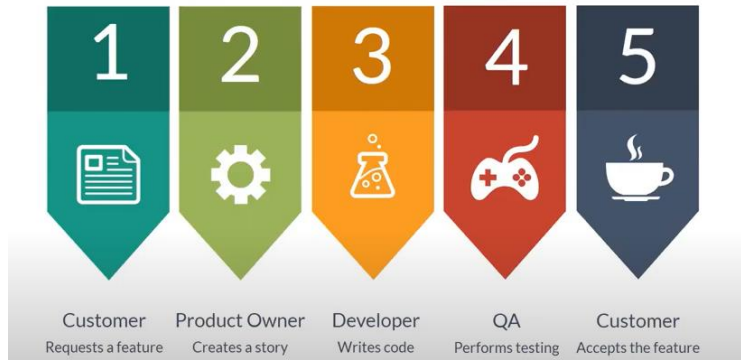 1 2 3 4 5
Customer Product Owner Developer QA Customer
Requests a feature Creates a story Writes code Performs testing Accepts the feature